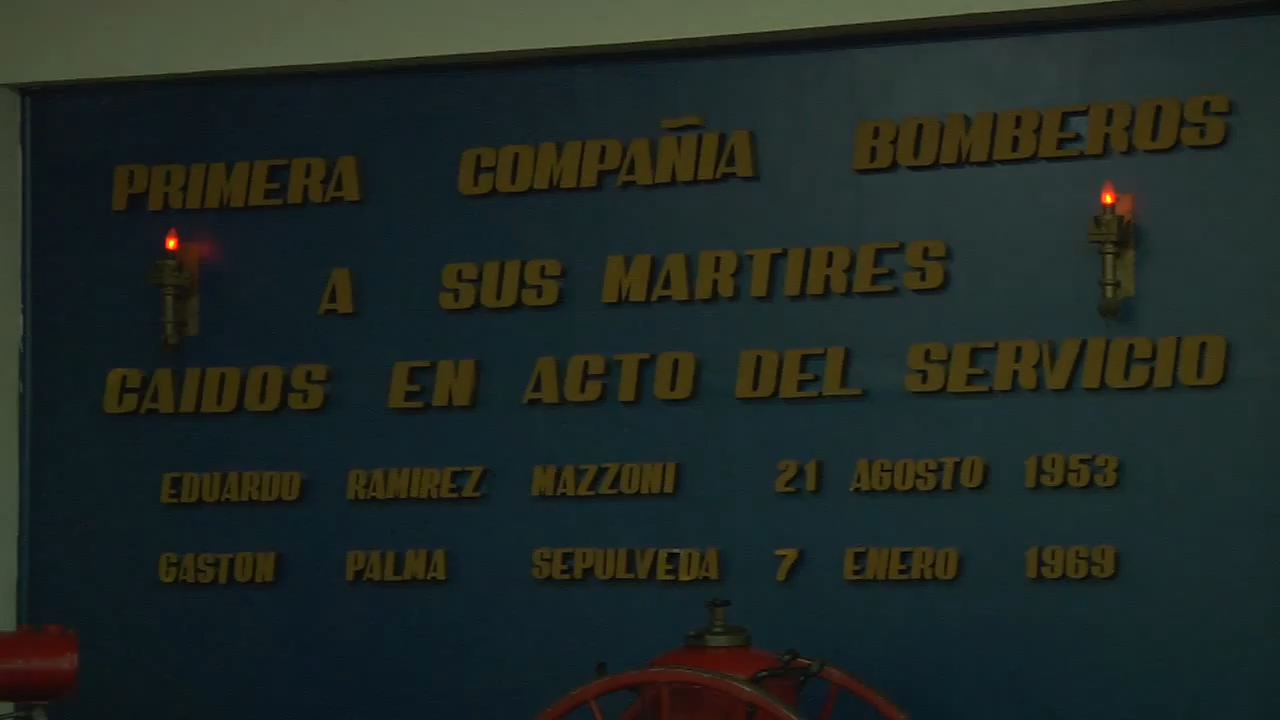 PRIMERA COMPAÑIA BOMBEROS
A SUS MARTIRES
CAIDOS EN ACTO DEL SERVICIO
EDUARDO RAMIREZ MAZZONI 21 AGOSTO 1953
GASTON PALMA SEPULVEDA 7 ENERO 1969